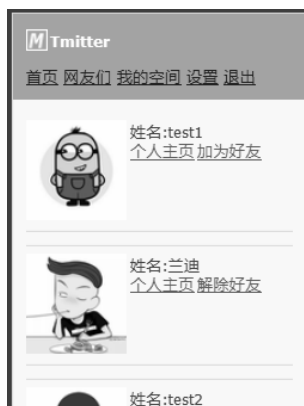 M Tmitter
首页 网友们 我的空间 设置 退出
姓名:test1
个人主页 加为好友
姓名:兰迪
个人主页 解除好友
姓名:test2